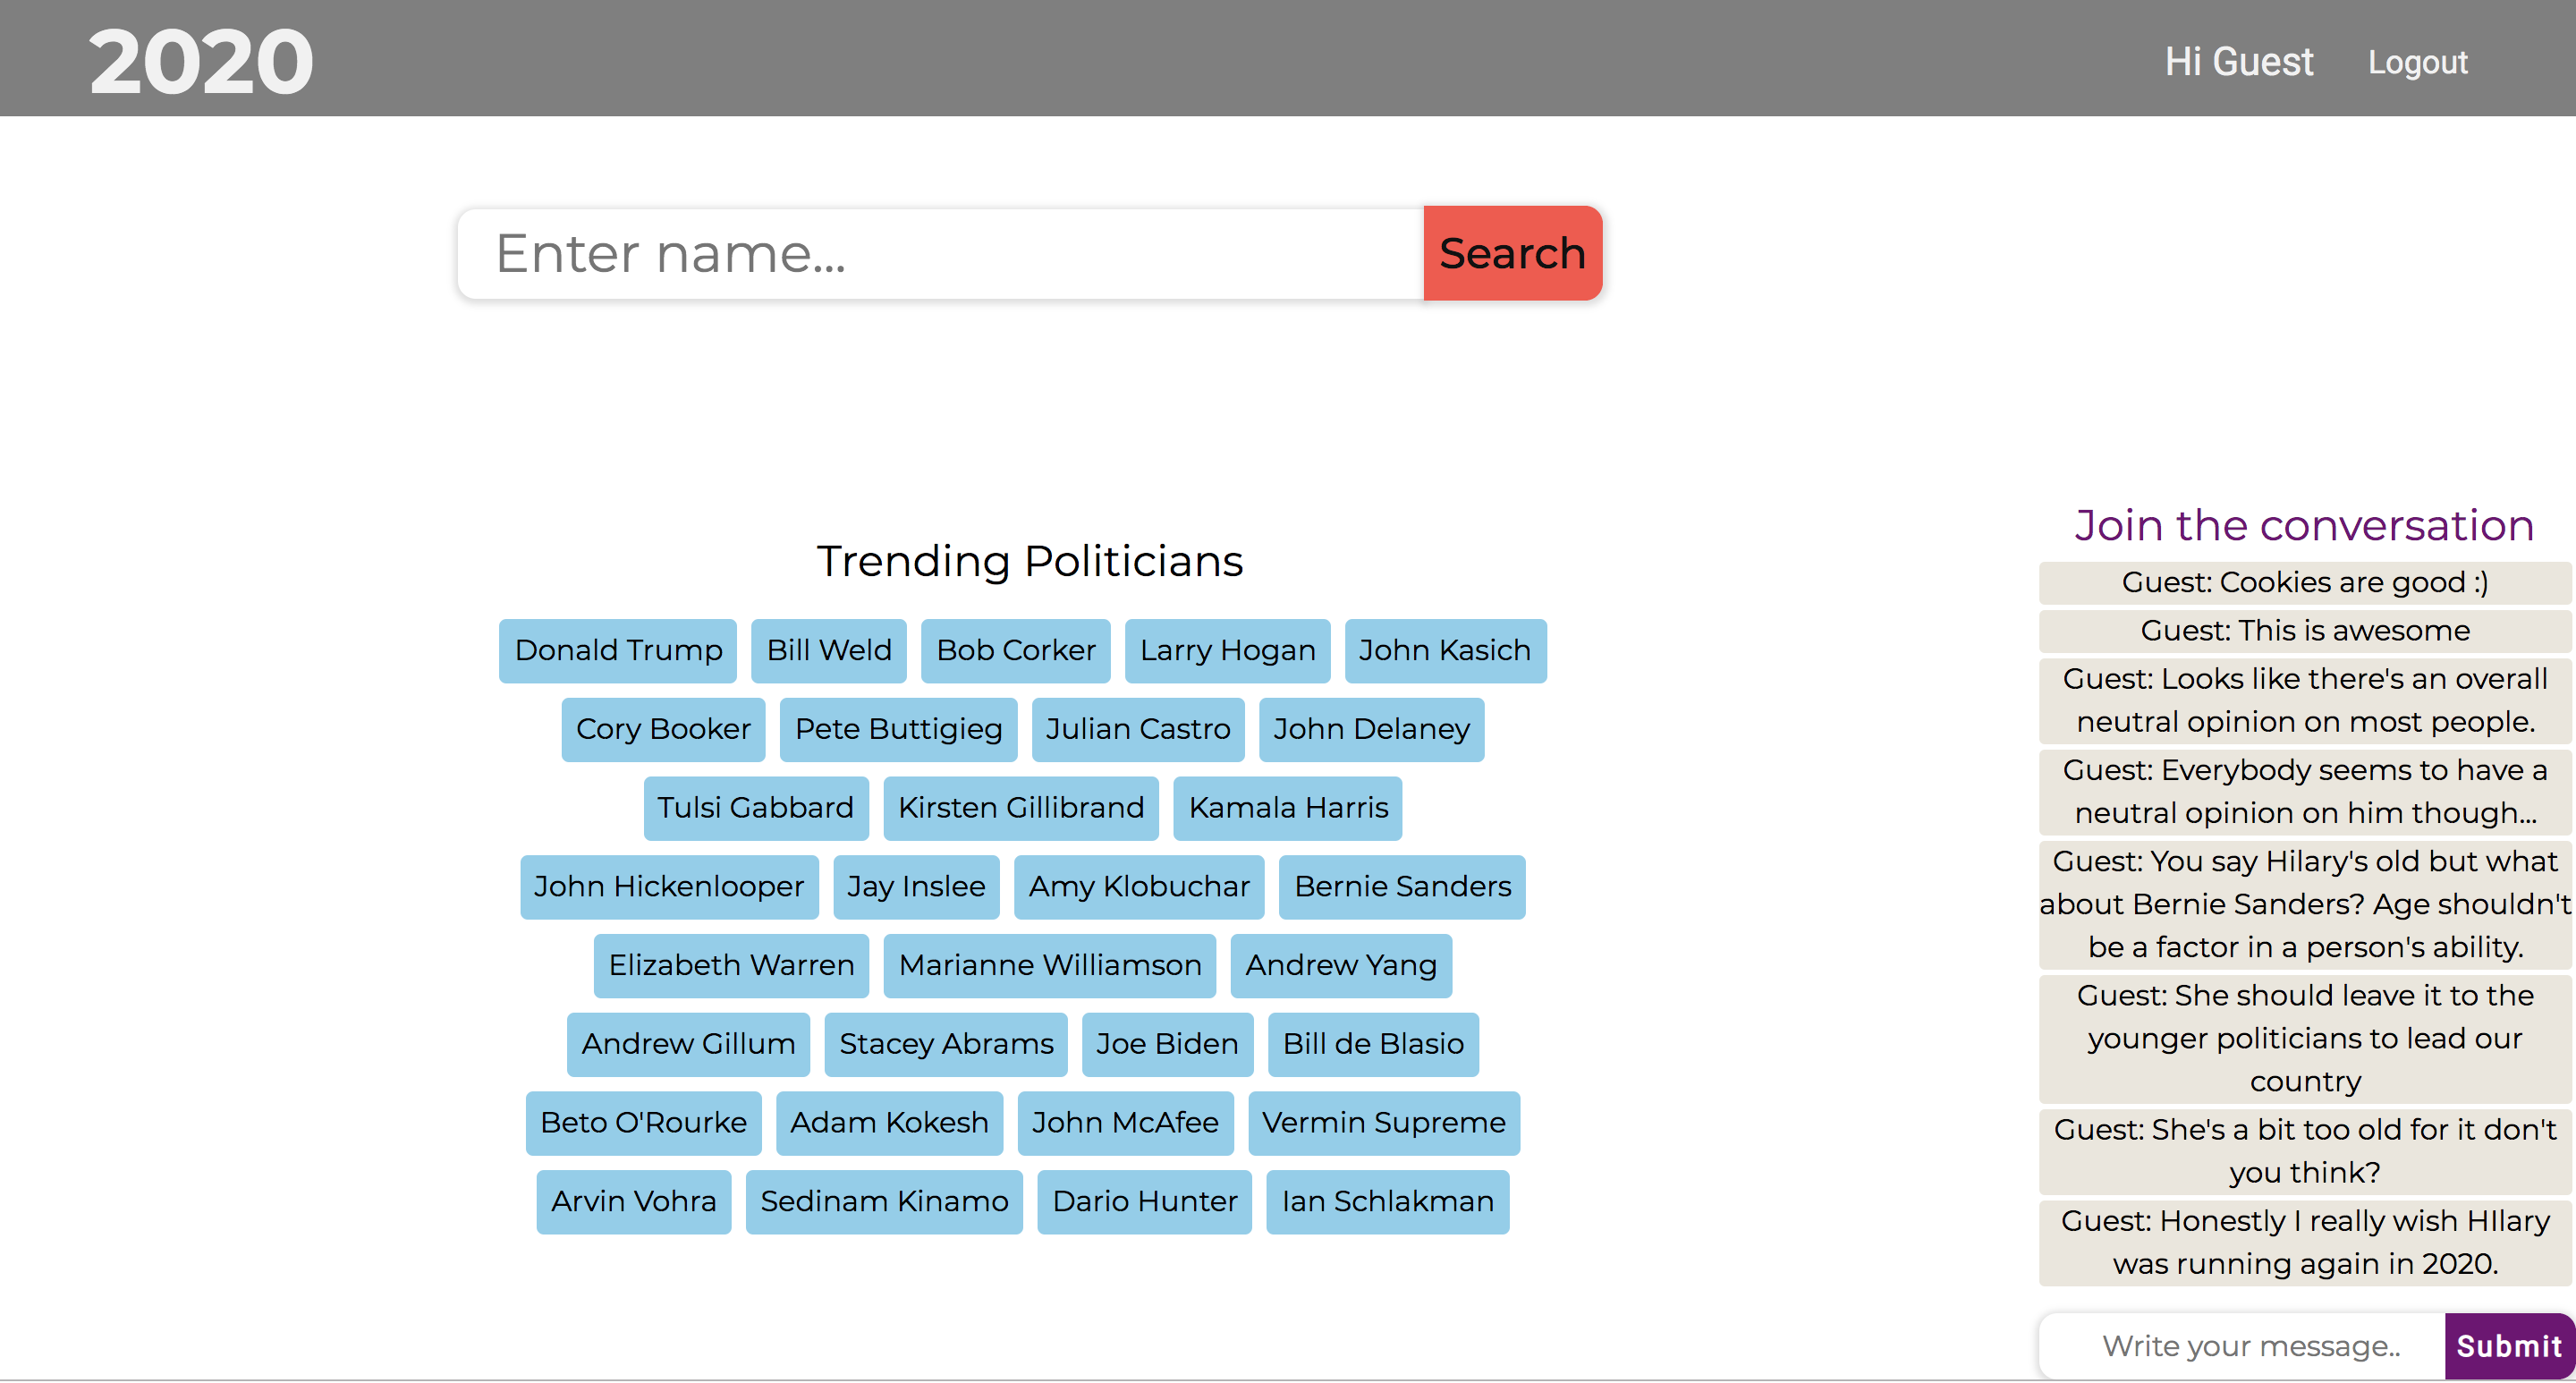 2020
Hi Guest
Logout
Enter name...
Search
Trending Politicians
Donald Trump
Bill Weld
Bob Corker
Larry Hogan
John Kasich
Cory Booker
Pete Buttigieg
Julian Castro
John Delaney
Tulsi Gabbard
Kirsten Gillibrand
Kamala Harris
John Hickenlooper
Jay Inslee
Amy Klobuchar
Bernie Sanders
Elizabeth Warren
Marianne Williamson
Andrew Yang
Andrew Gillum
Stacey Abrams
Joe Biden
Bill de Blasio
Beto O'Rourke
Adam Kokesh
John McAfee
Vermin Supreme
Arvin Vohra
Sedinam Kinamo
Dario Hunter
Ian Schlakman
Join the conversation
Guest: Cookies are good :)
Guest: This is awesome
Guest: Looks like there's an overall
neutral opinion on most people.
Guest: Everybody seems to have a
neutral opinion on him though...
Guest: You say Hilary's old but what
about Bernie Sanders? Age shouldn't
be a factor in a person's ability.
Guest: She should leave it to the
younger politicians to lead our
country
Guest: She's a bit too old for it don't
you think?
Guest: Honestly I really wish HIlary
was running again in 2020.
Write your message..
Submit